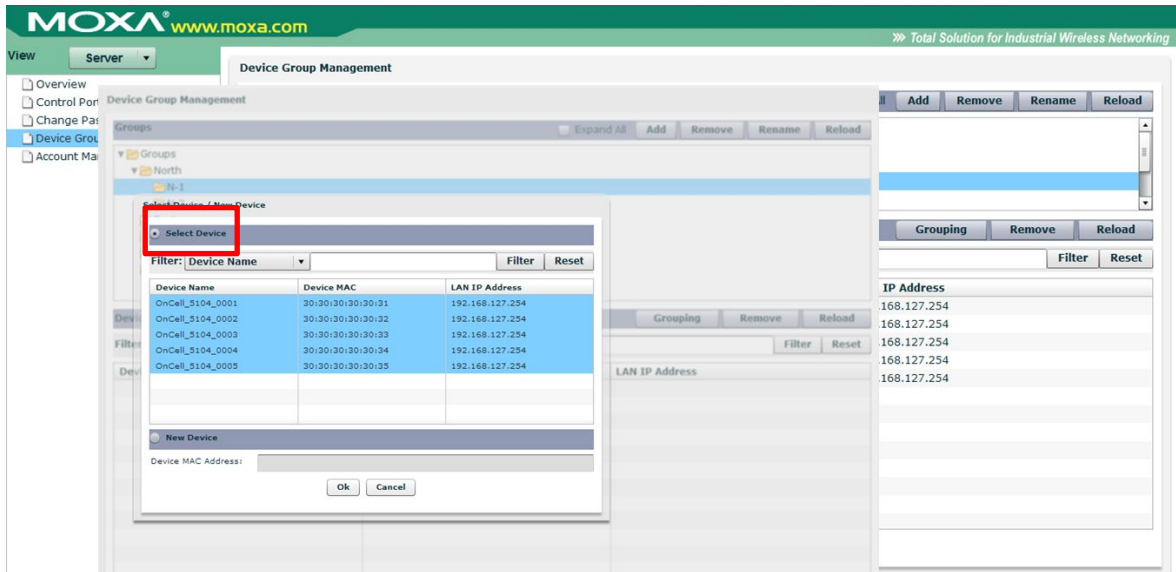 MOXA® www.moxa.com
Total Solution for Industrial Wireless Networking
View Server
Overview
Control Por
Change Pas
Device Grou
Account Ma
Device Group Management
Add Remove Rename Reload
Grouping Remove Reload
Filter Reset
IP Address
.168.127.254
.168.127.254
.168.127.254
.168.127.254
.168.127.254
Device Group Management
Groups Expand All Add Remove Rename Reload
Groups
North
N-1
Devi Grouping Remove Reload
Filter Filter Reset
Devi LAN IP Address
Select Device / New Device
Select Device
Filter: Device Name Filter Reset
Device Name Device MAC LAN IP Address
OnCell_5104_0001 30:30:30:30:30:31 192.168.127.254
OnCell_5104_0002 30:30:30:30:30:32 192.168.127.254
OnCell_5104_0003 30:30:30:30:30:33 192.168.127.254
OnCell_5104_0004 30:30:30:30:30:34 192.168.127.254
OnCell_5104_0005 30:30:30:30:30:35 192.168.127.254
New Device
Device MAC Address:
Ok Cancel